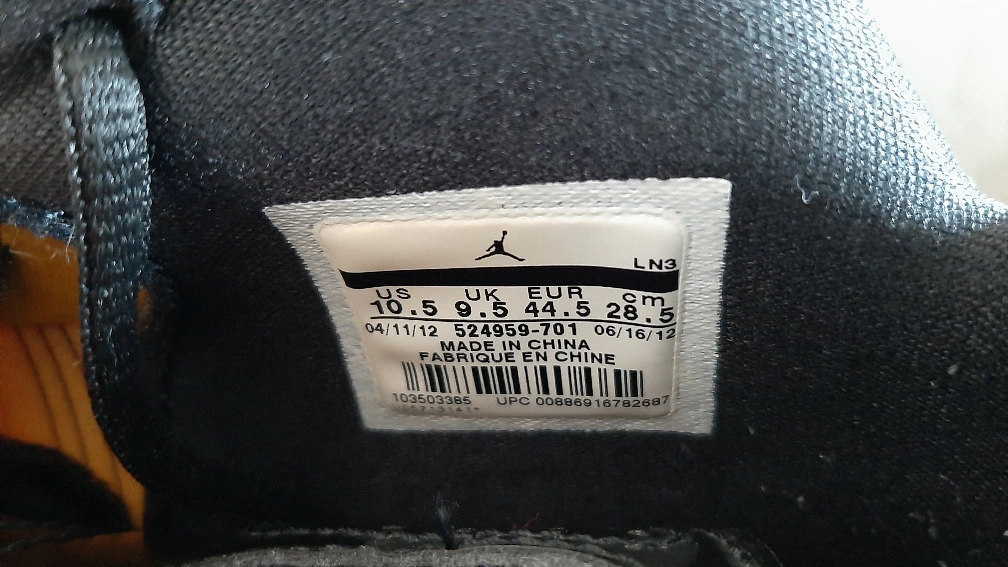 LN3
US UK EUR cm
10.5 9.5 44.5 28.5
04/11/12 524959-701 06/16/12
MADE IN CHINA
FABRIQUE EN CHINE
103503385 UPC 00886916782687